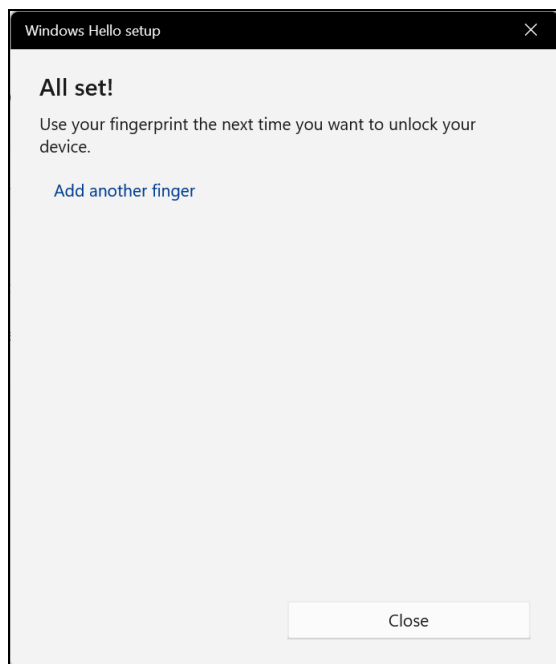 Windows Hello setup
All set!
Use your fingerprint the next time you want to unlock your
device.
Add another finger
Close